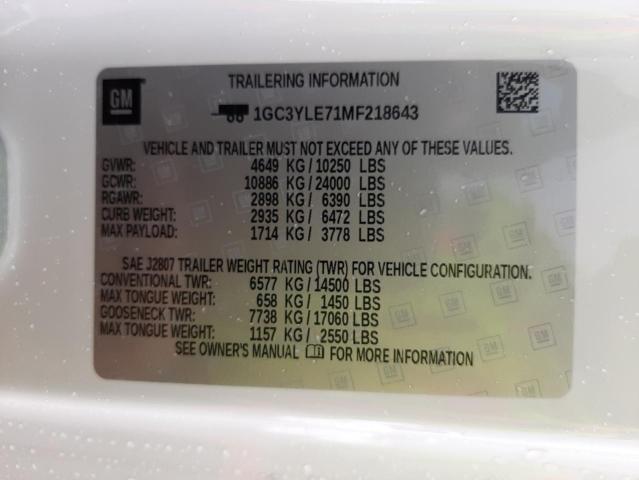 GM
TRAILERING INFORMATION
1GC3YLE71MF218643
VEHICLE AND TRAILER MUST NOT EXCEED ANY OF THESE VALUES.
GVWR: 4649 KG / 10250 LBS
GCWR: 10886 KG / 24000 LBS
RGAWR: 2898 KG / 6390 LBS
CURB WEIGHT: 2935 KG / 6472 LBS
MAX PAYLOAD: 1714 KG / 3778 LBS
SAE J2807 TRAILER WEIGHT RATING (TWR) FOR VEHICLE CONFIGURATION.
CONVENTIONAL TWR: 6577 KG / 14500 LBS
MAX TONGUE WEIGHT: 658 KG / 1450 LBS
GOOSENECK TWR: 7738 KG / 17060 LBS
MAX TONGUE WEIGHT: 1157 KG / 2550 LBS
SEE OWNER'S MANUAL FOR MORE INFORMATION